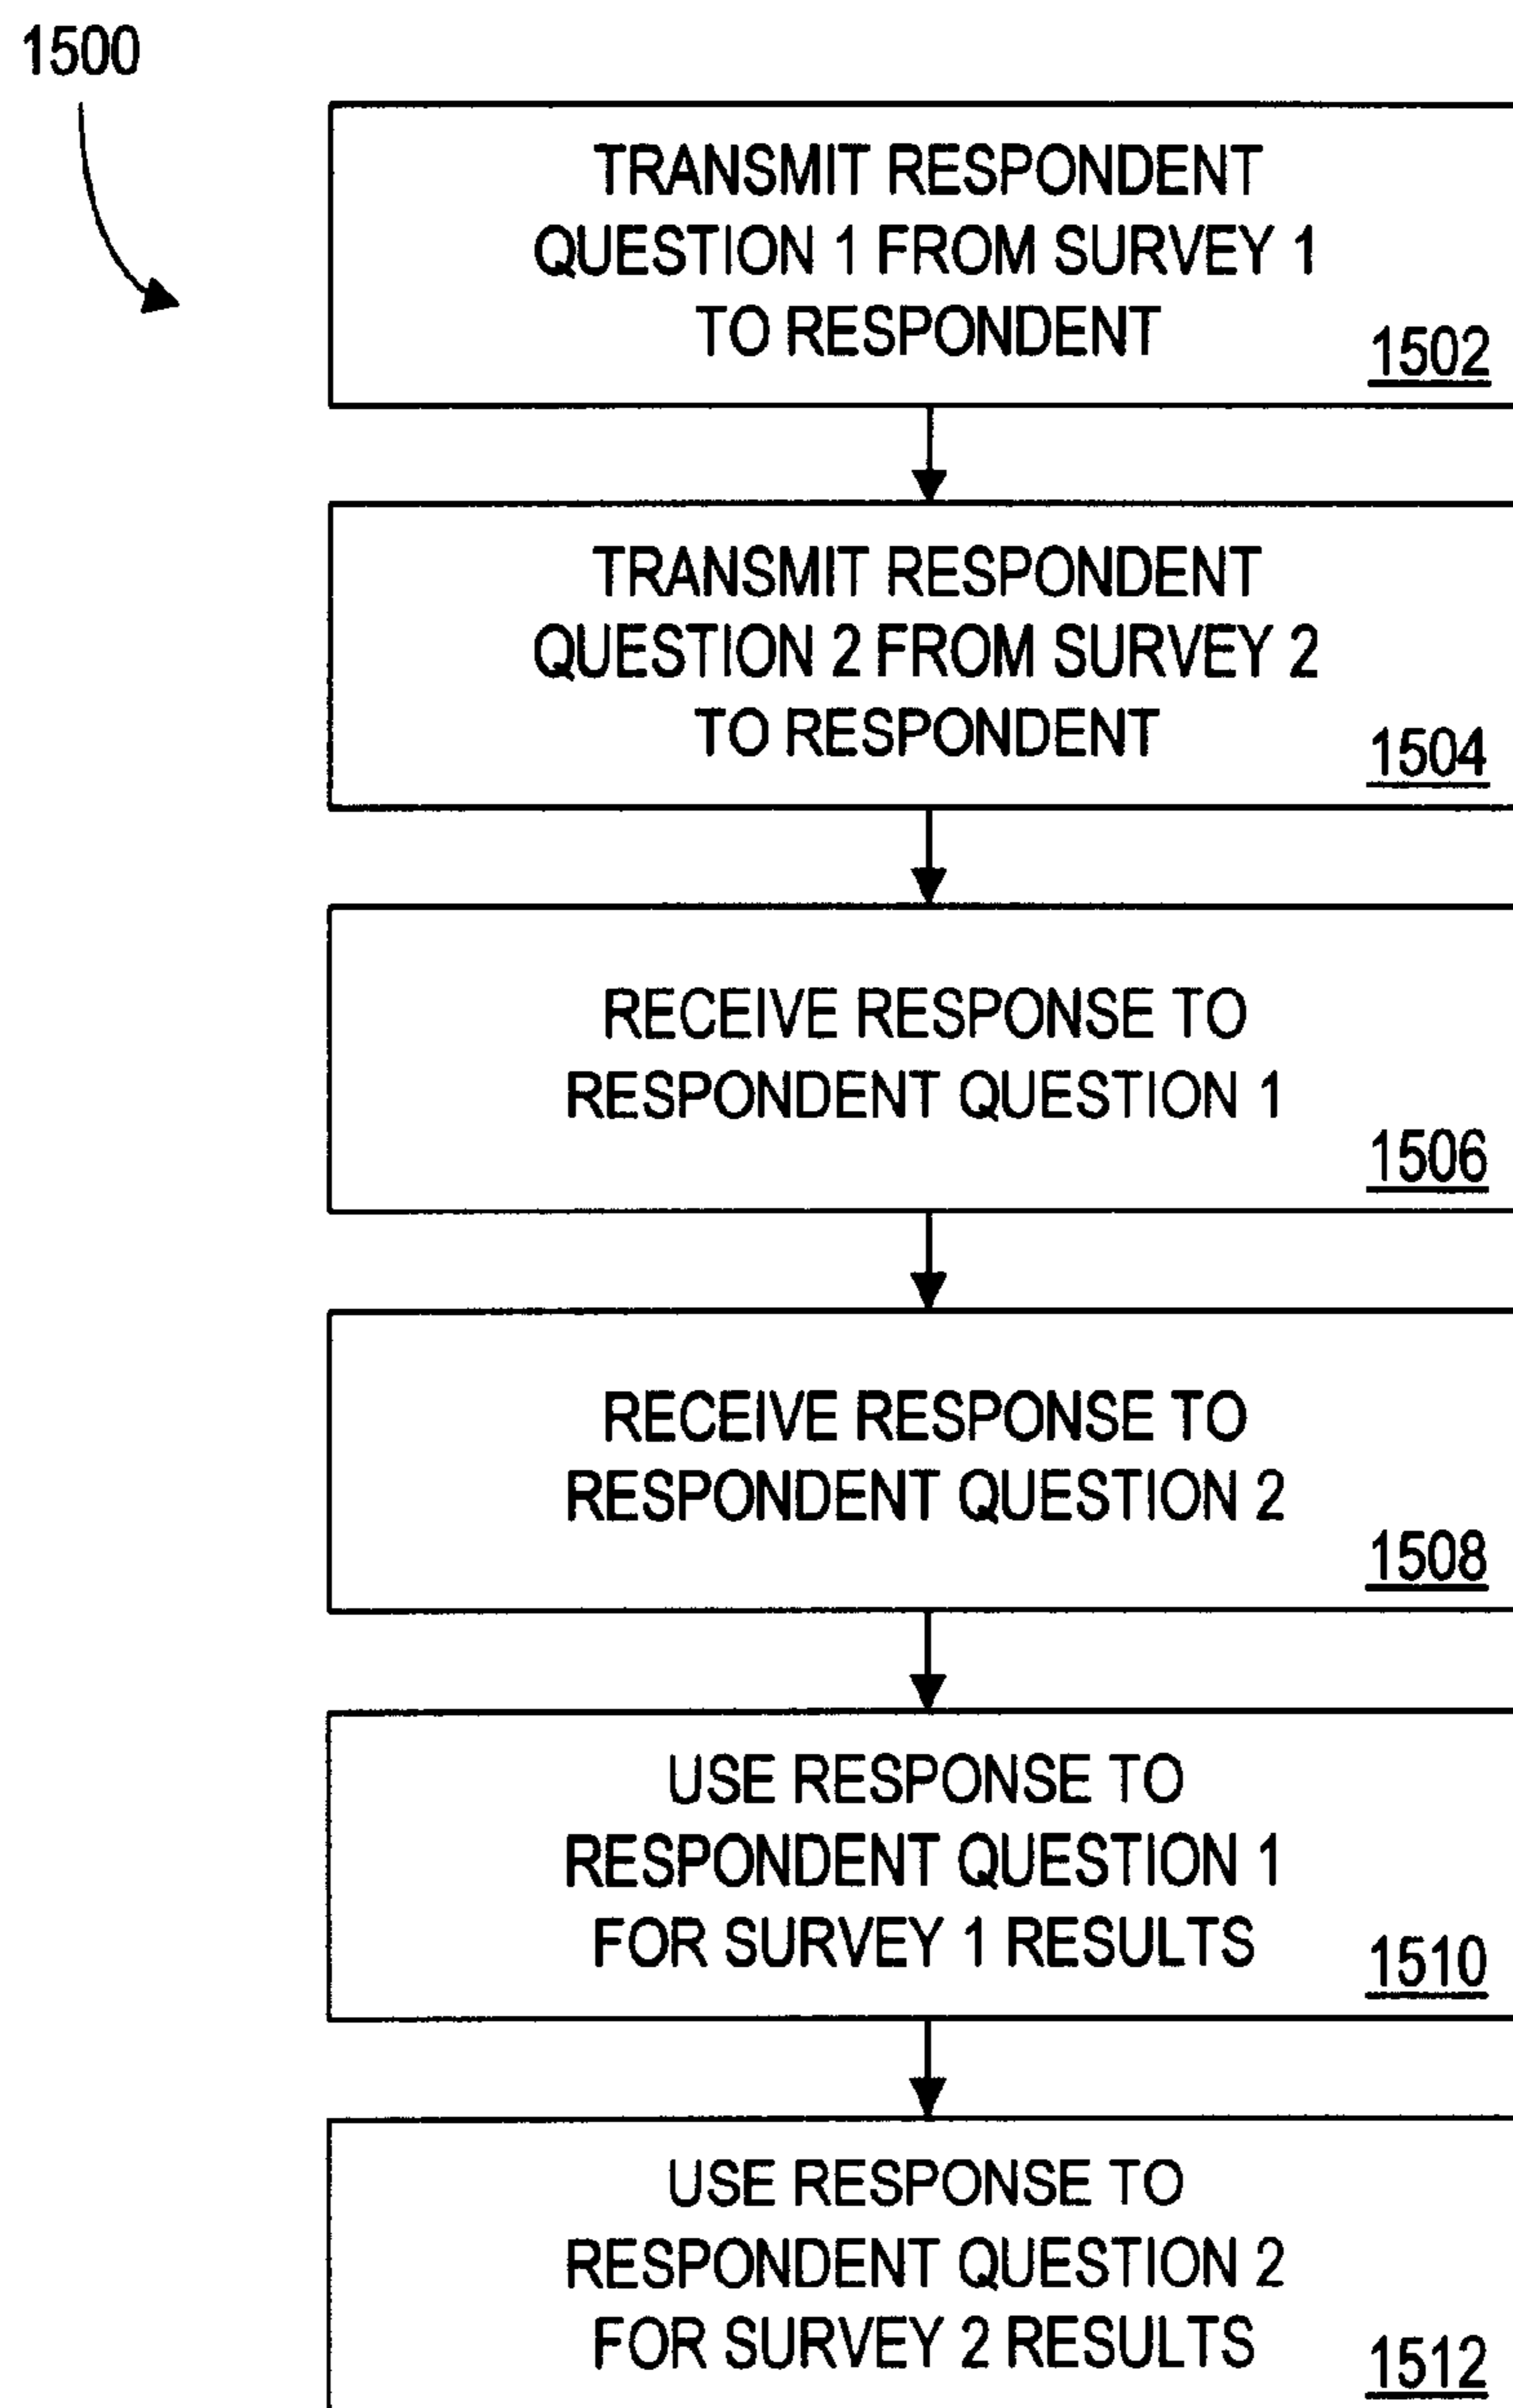 1500
TRANSMIT RESPONDENT
QUESTION 1 FROM SURVEY 1
TO RESPONDENT
1502
TRANSMIT RESPONDENT
QUESTION 2 FROM SURVEY 2
TO RESPONDENT
1504
RECEIVE RESPONSE TO
RESPONDENT QUESTION 1
1506
RECEIVE RESPONSE TO
RESPONDENT QUESTION 2
1508
USE RESPONSE TO
RESPONDENT QUESTION 1
FOR SURVEY 1 RESULTS
1510
USE RESPONSE TO
RESPONDENT QUESTION 2
FOR SURVEY 2 RESULTS
1512